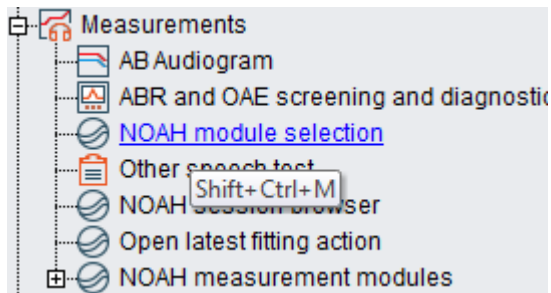 Measurements
AB Audiogram
ABR and OAE screening and diagnostic
NOAH module selection
Other speech test
Shift+Ctrl+M
NOAH session browser
Open latest fitting action
NOAH measurement modules